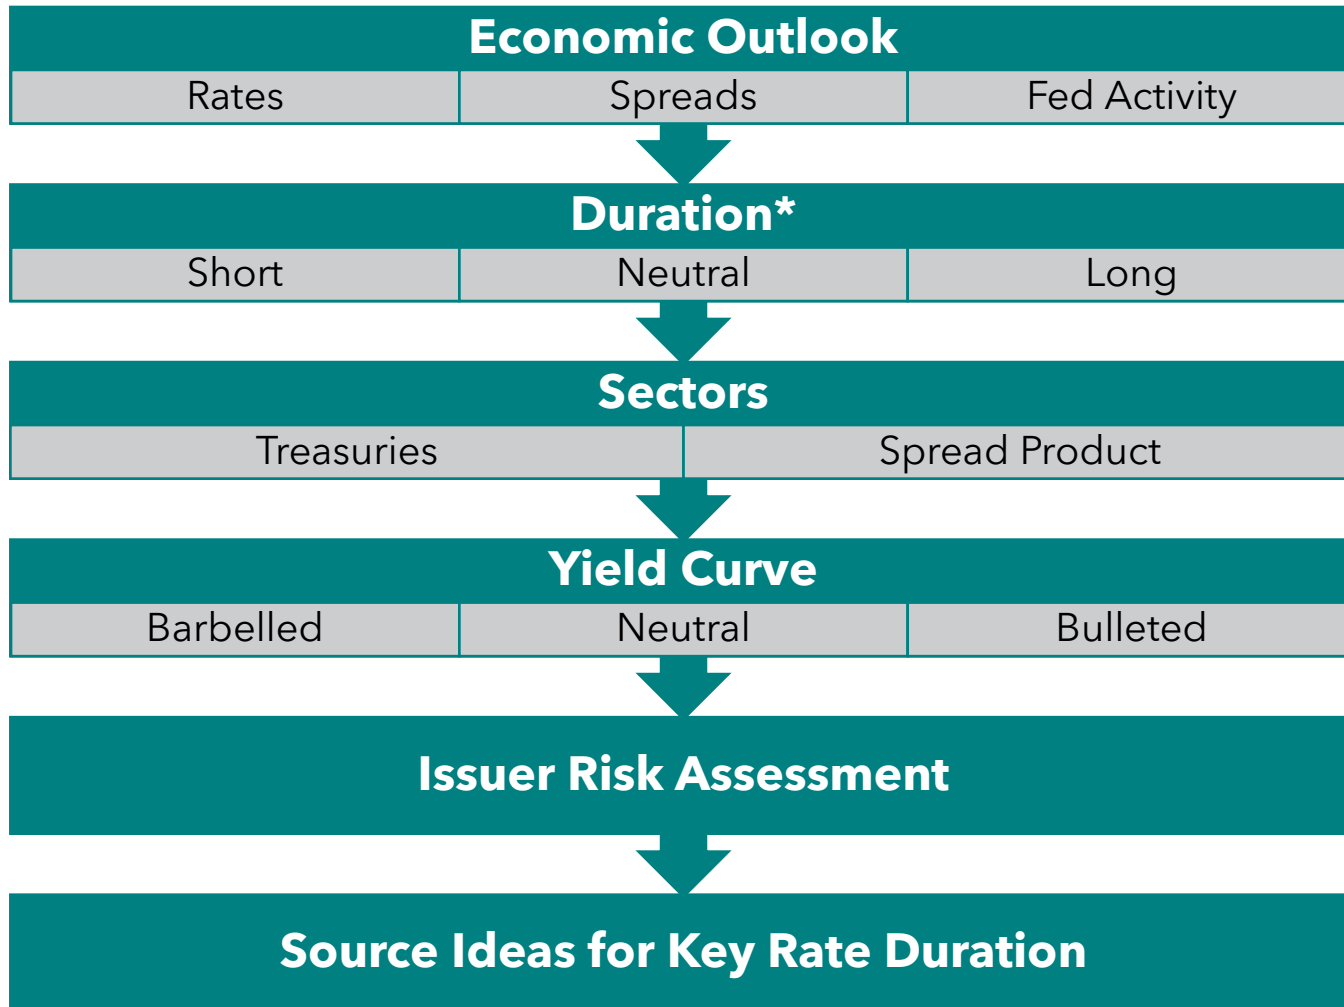 Economic Outlook
Rates Spreads Fed Activity
Duration*
Short Neutral Long
Sectors
Treasuries Spread Product
Yield Curve
Barbelled Neutral Bulleted
Issuer Risk Assessment
Source Ideas for Key Rate Duration